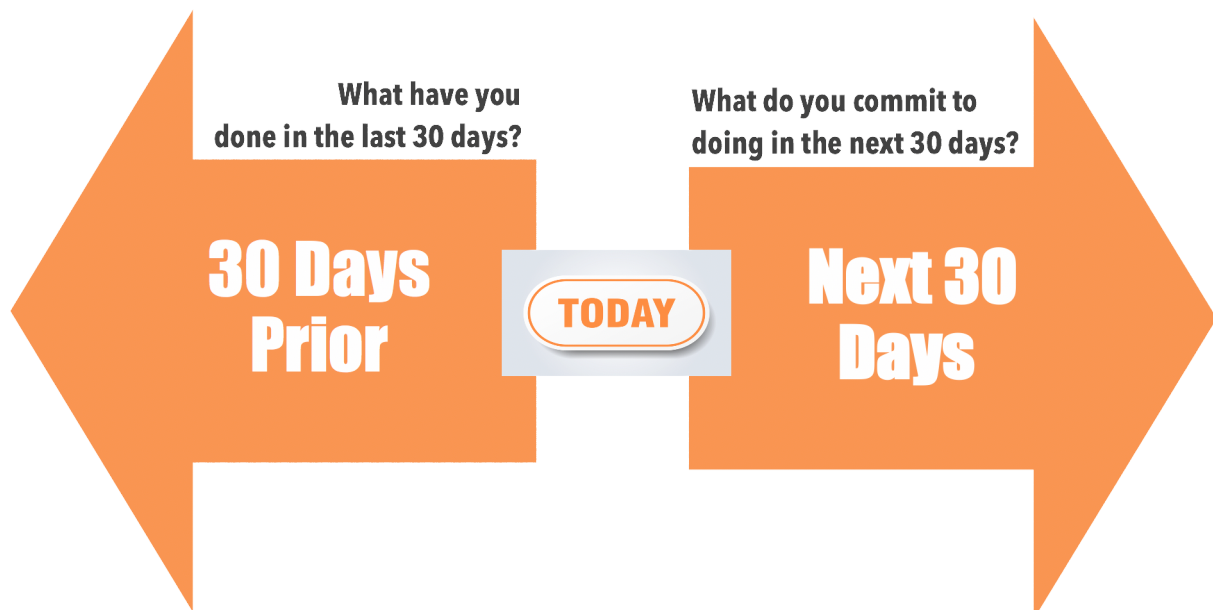 What have you
done in the last 30 days?
30 Days
Prior
TODAY
What do you commit to
doing in the next 30 days?
Next 30
Days